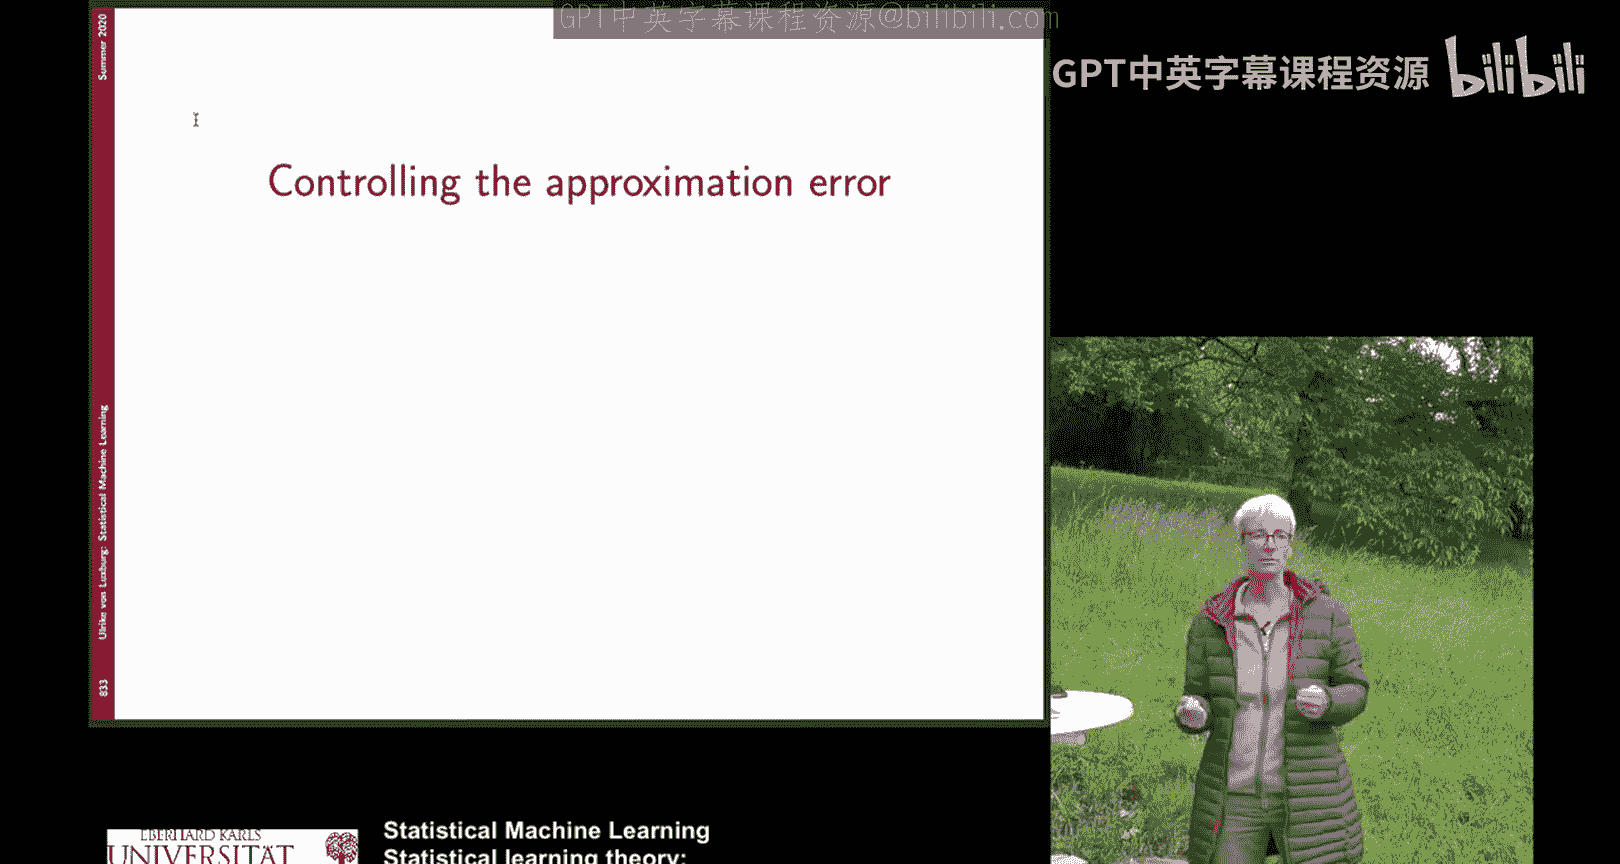 GPT中英字幕课程资源@bilibili.com
GPT中英字幕课程资源 bilibili
Summer 2020
Controlling the approximation error
Ulrike von Luxburg: Statistical Machine Learning
833
EBERHARD KARLS
UNIVERSITÄT
Statistical Machine Learning
Statistical learning theory: